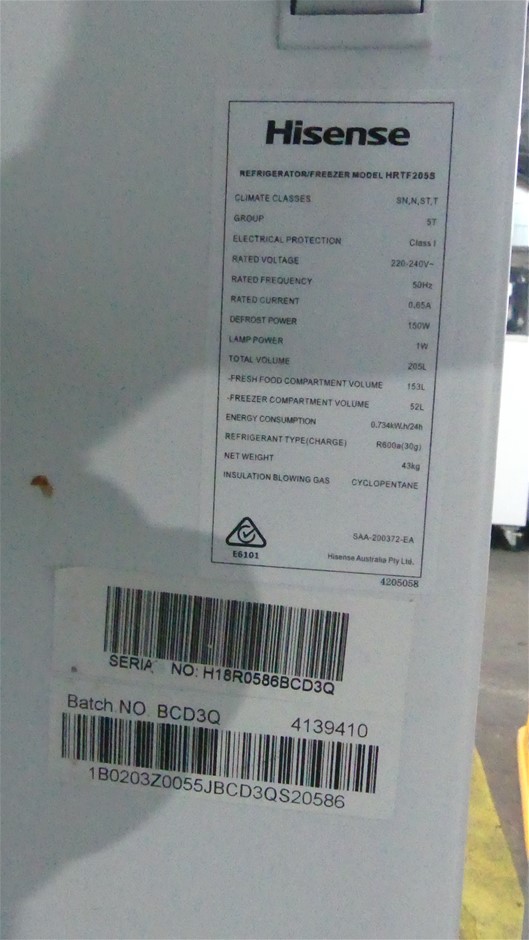 Hisense
REFRIGERATOR/FREEZER MODEL HRTF205S
CLIMATE CLASSES SN,N,ST,T
GROUP 5T
ELECTRICAL PROTECTION Class I
RATED VOLTAGE 220-240V~
RATED FREQUENCY 50Hz
RATED CURRENT 0.65A
DEFROST POWER 150W
LAMP POWER 1W
TOTAL VOLUME 205L
-FRESH FOOD COMPARTMENT VOLUME 153L
-FREEZER COMPARTMENT VOLUME 52L
ENERGY CONSUMPTION 0.734kW.h/24h
REFRIGERANT TYPE(CHARGE) R600a(30g)
NET WEIGHT 43kg
INSULATION BLOWING GAS CYCLOPENTANE
SAA-200372-EA
E6101 Hisense Australia Pty Ltd.
4205058
SERIA NO: H18R0586BCD3Q
Batch NO. BCD3Q 4139410
1B0203Z0055JBCD3QS20586